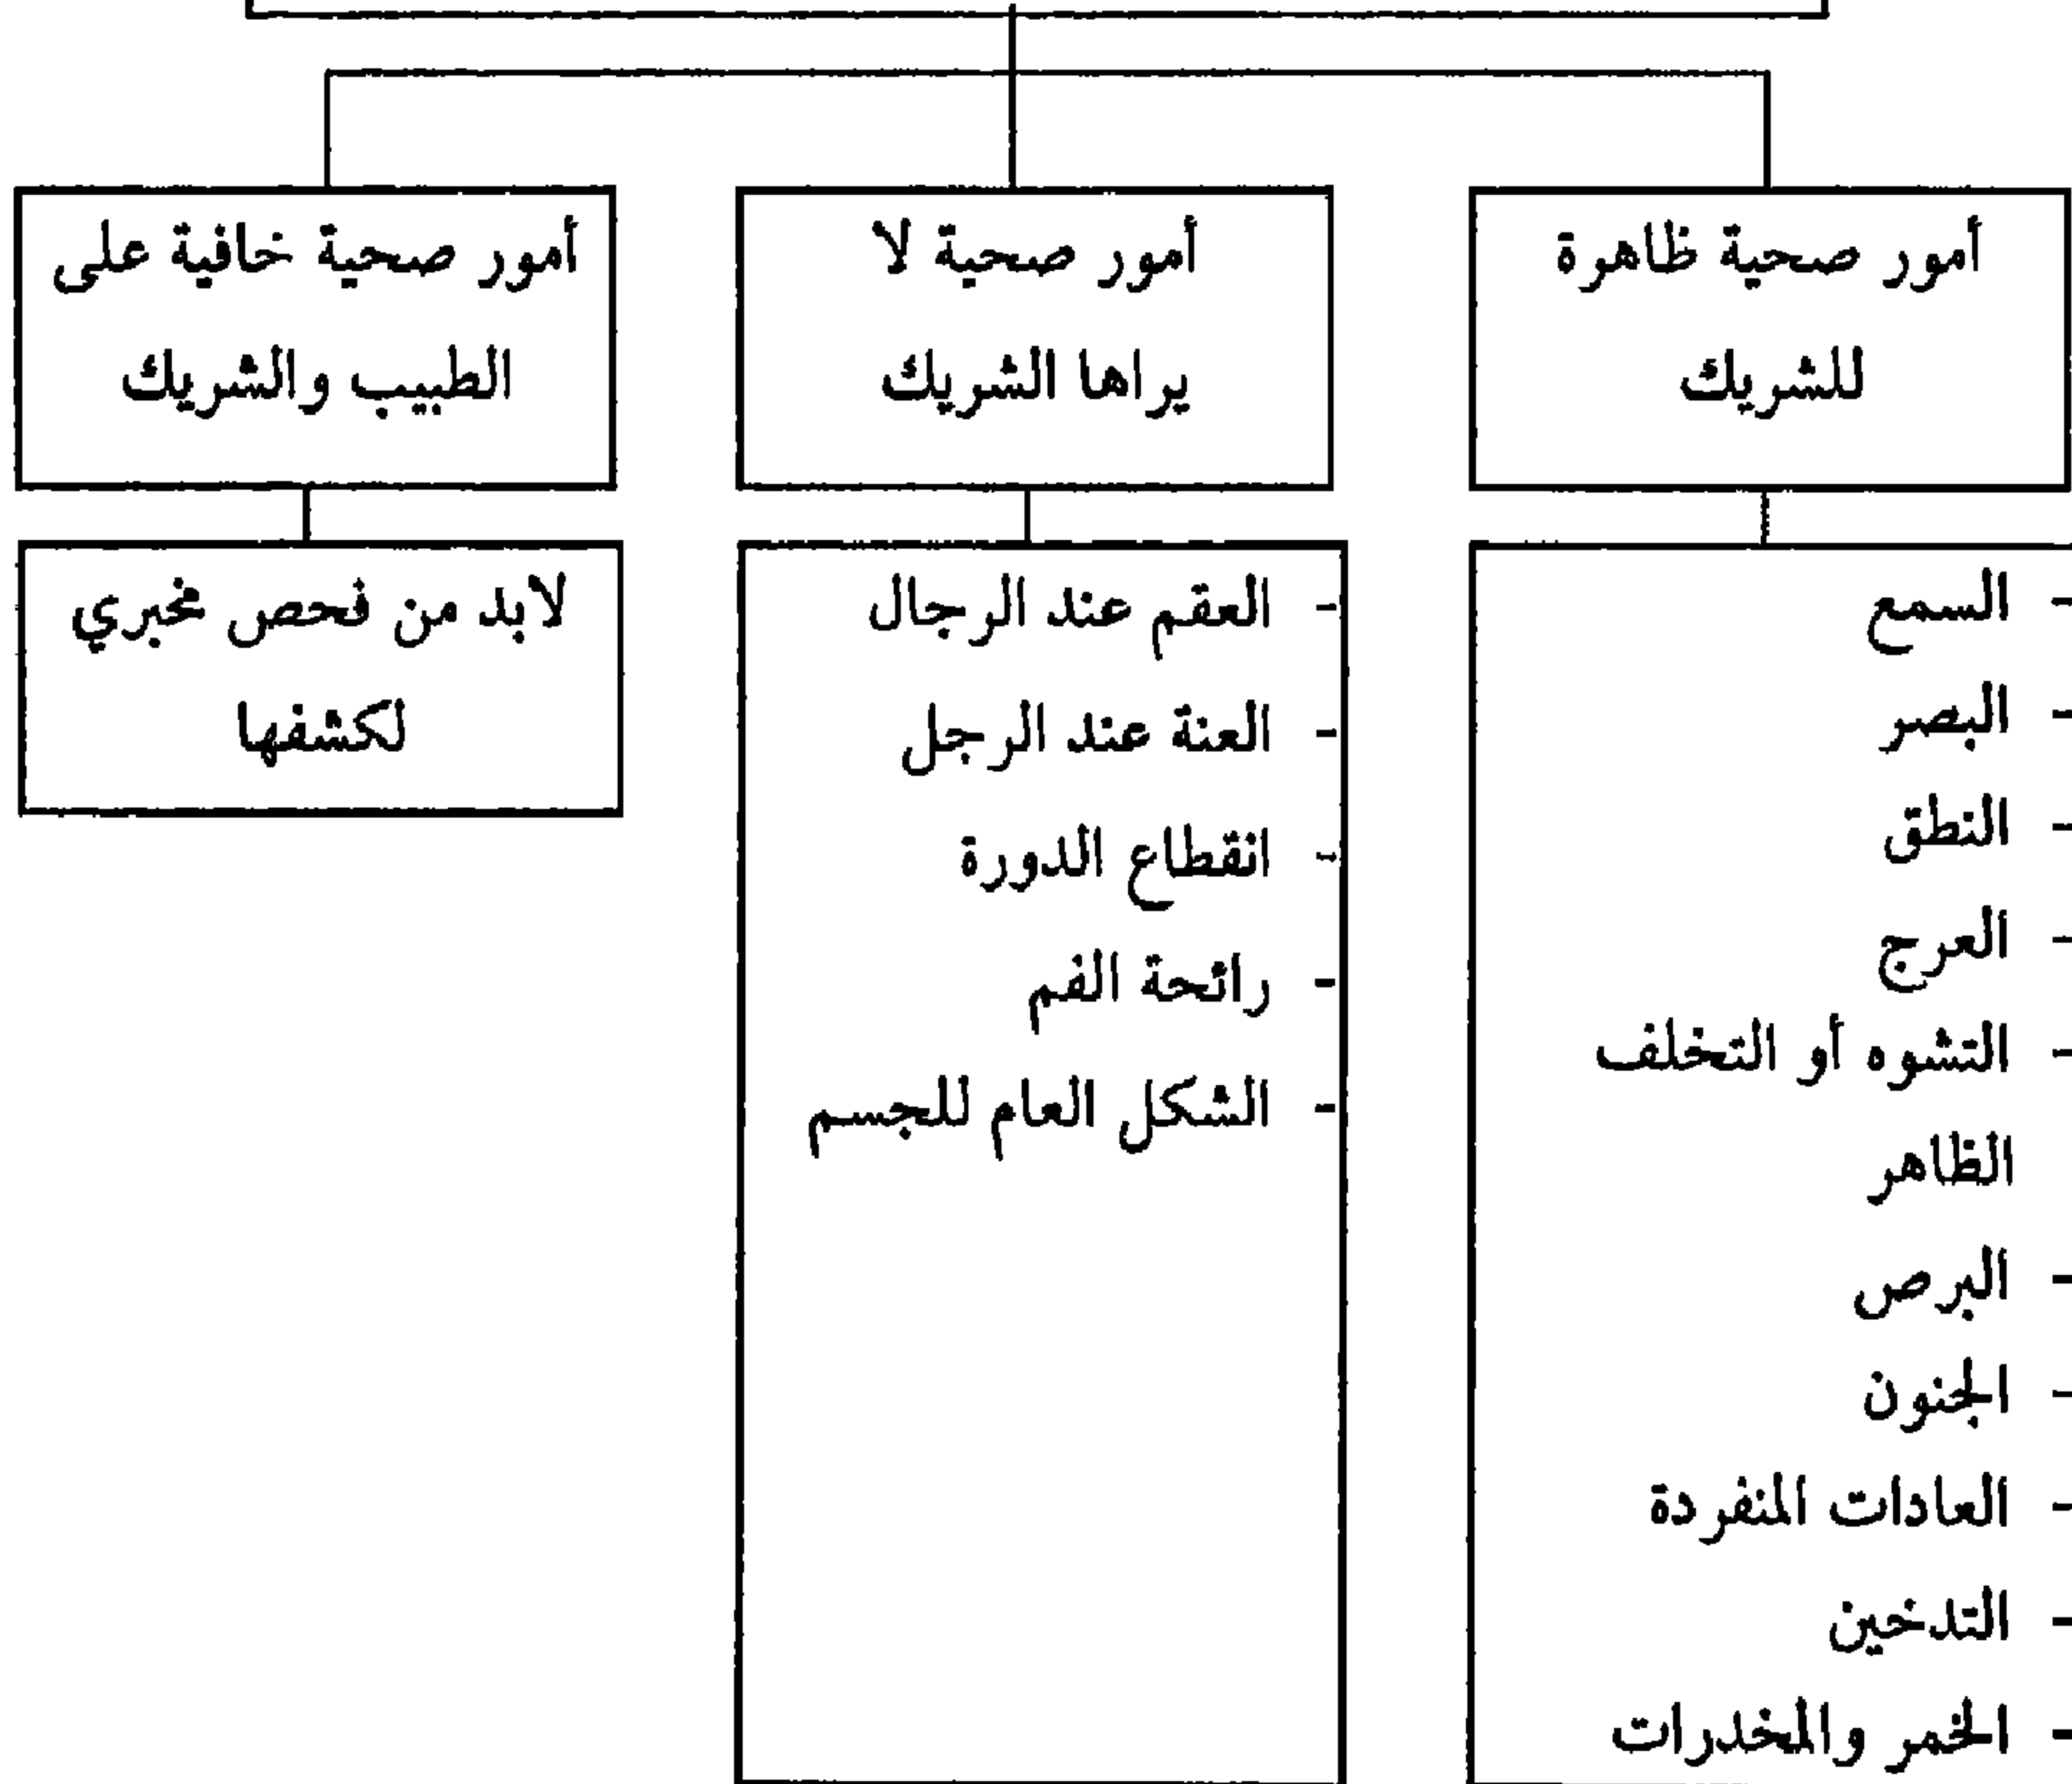 أمور صحية ظاهرة
للشريك
- السمع
- البصر
- النطق
- العرج
- التشوه أو التخلف
الظاهر
- البرص
- الجنون
- العادات المنفردة
- التدخين
- الخمر والمخدرات
أمور صحية لا
يراها الشريك
- العقم عند الرجال
- العنة عند الرجل
- انقطاع الدورة
- رائحة الفم
- الشكل العام للجسم
أمور صحية خافية على
الطبيب والشريك
لابد من فحص مخبري
لكشفها